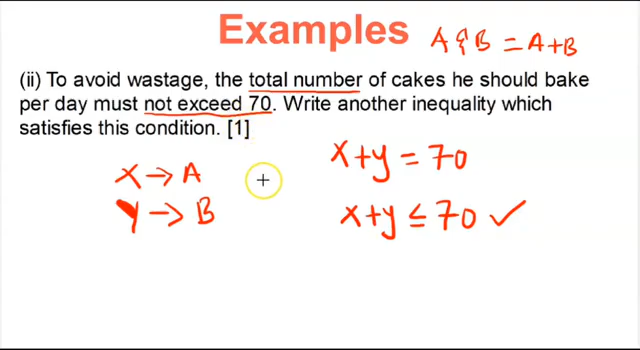 Examples
A & B = A + B
(ii) To avoid wastage, the total number of cakes he should bake
per day must not exceed 70. Write another inequality which
satisfies this condition. [1]
x → A
y → B
x + y = 70
x + y ≤ 70 ✓